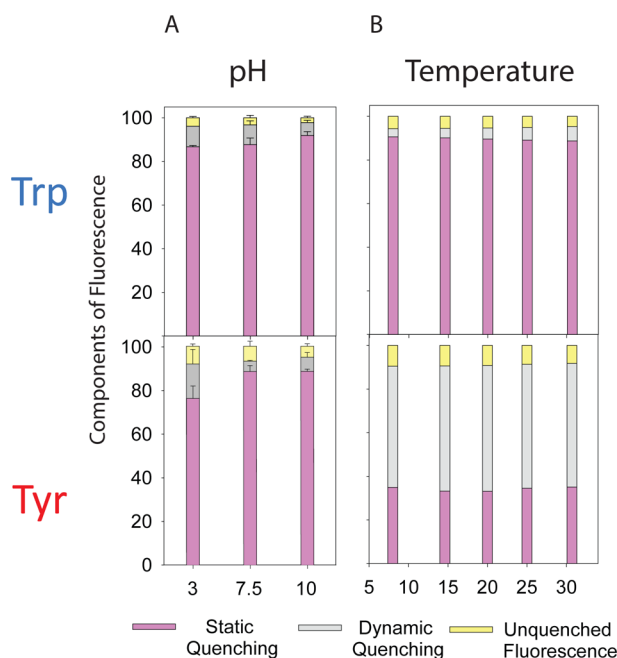 A
B
pH
Temperature
Trp
Tyr
Components of Fluorescence
100
80
60
40
20
100
80
60
40
20
0
3
7.5
10
5
10
15
20
25
30
Static
Quenching
Dynamic
Quenching
Unquenched
Fluorescence